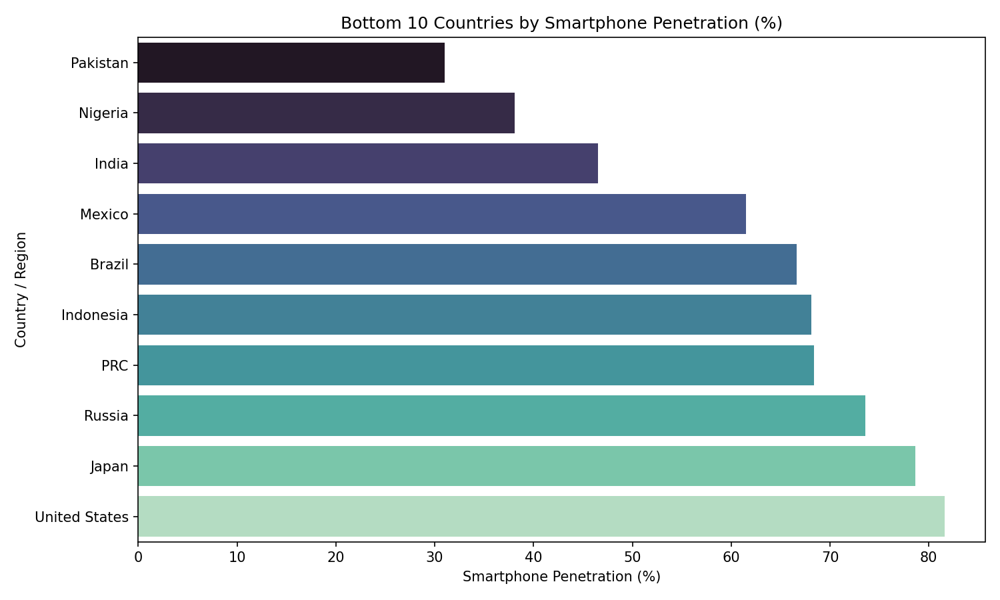 Bottom 10 Countries by Smartphone Penetration (%)
Country / Region
Pakistan
Nigeria
India
Mexico
Brazil
Indonesia
PRC
Russia
Japan
United States
0 10 20 30 40 50 60 70 80
Smartphone Penetration (%)